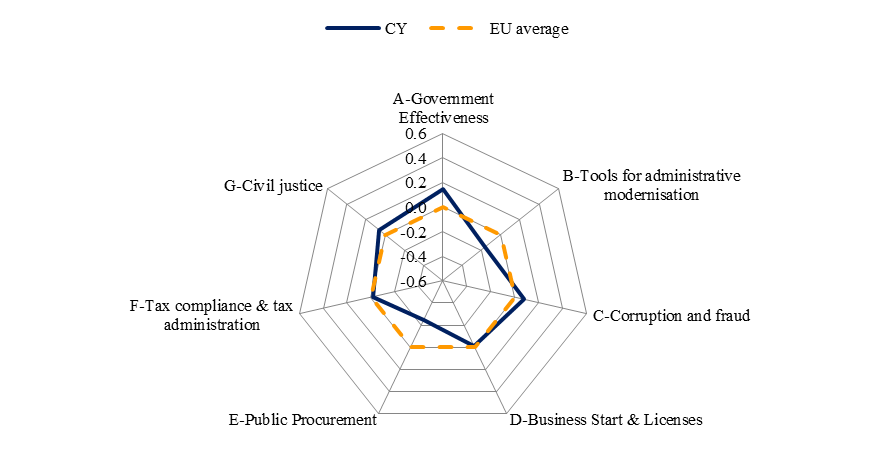 CY
EU average
A-Government
Effectiveness
0.6
0.4
0.2
0.0
-0.2
-0.4
-0.6
B-Tools for administrative
modernisation
G-Civil justice
F-Tax compliance & tax
administration
C-Corruption and fraud
E-Public Procurement
D-Business Start & Licenses